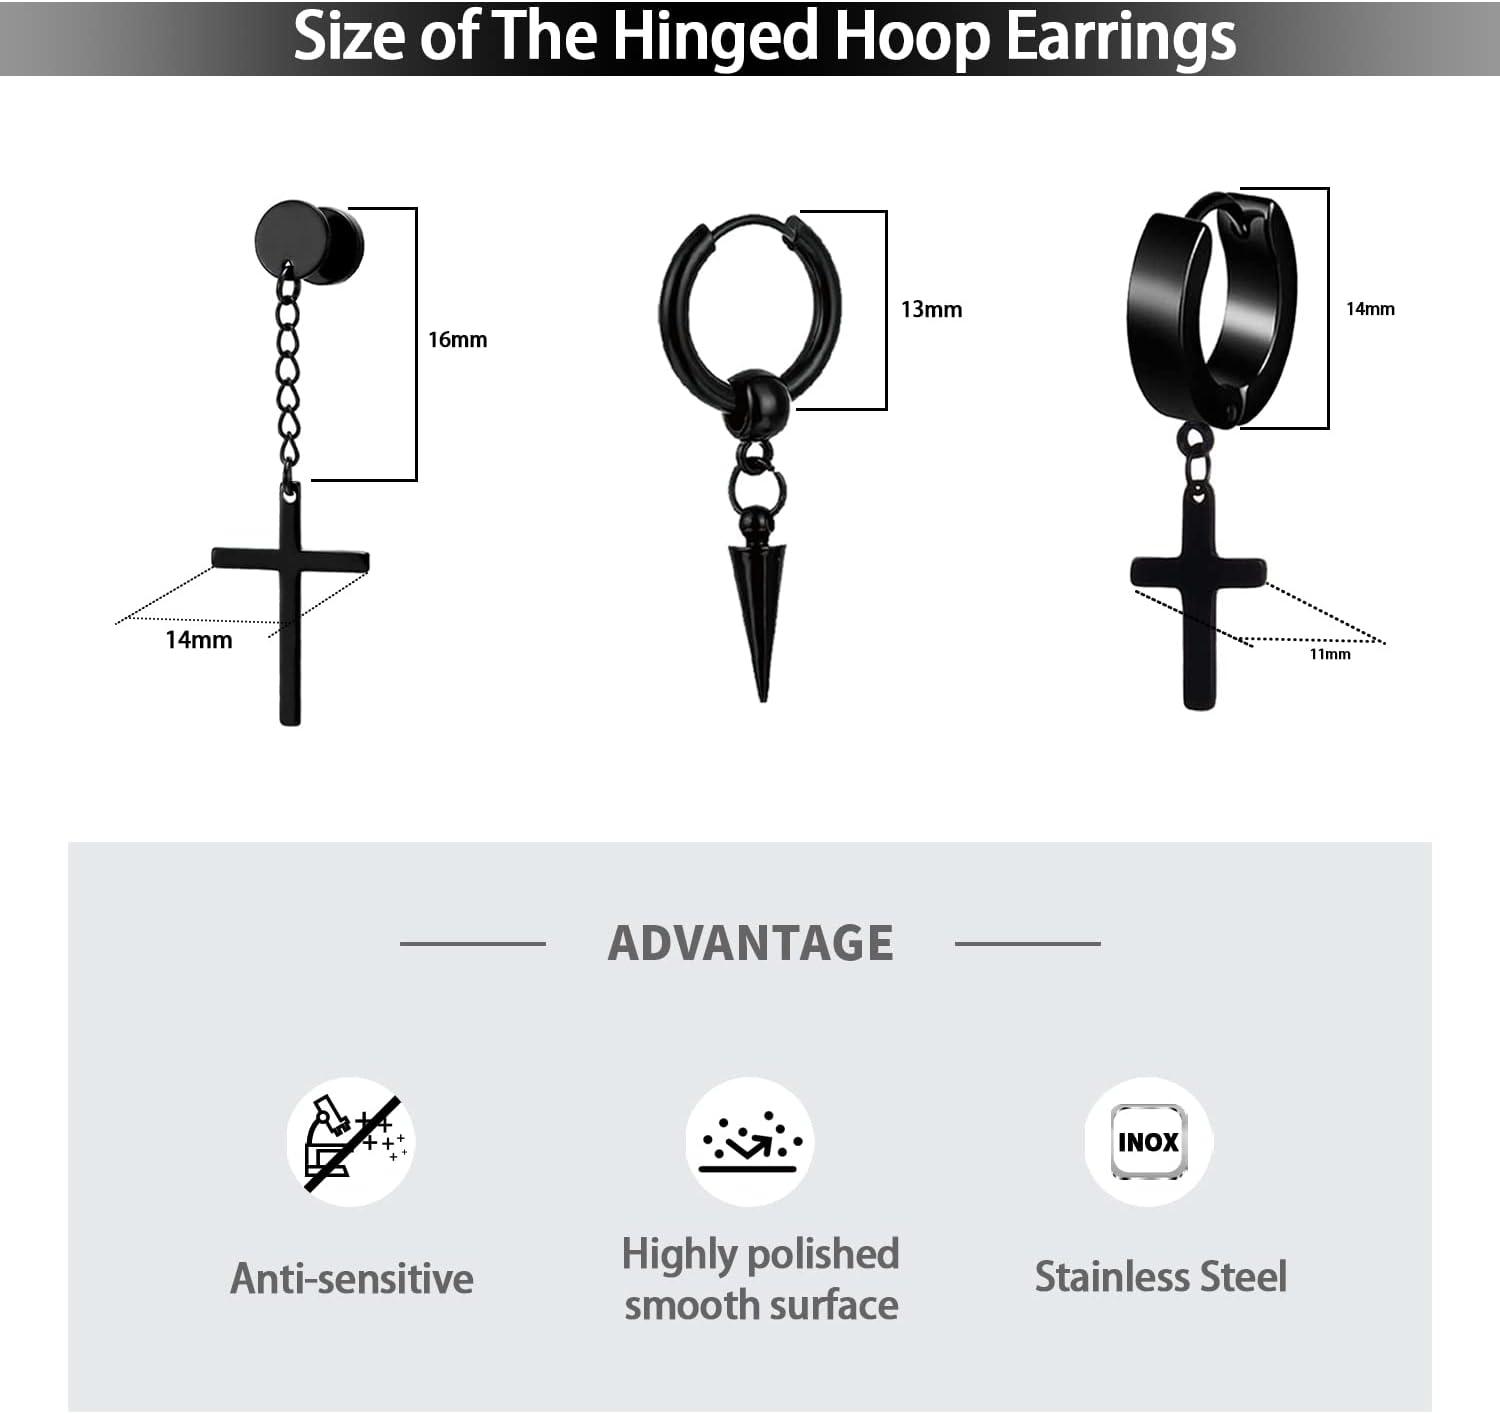 Size of The Hinged Hoop Earrings
16mm
13mm
14mm
14mm
11mm
ADVANTAGE
INOX
Anti-sensitive
Highly polished
smooth surface
Stainless Steel